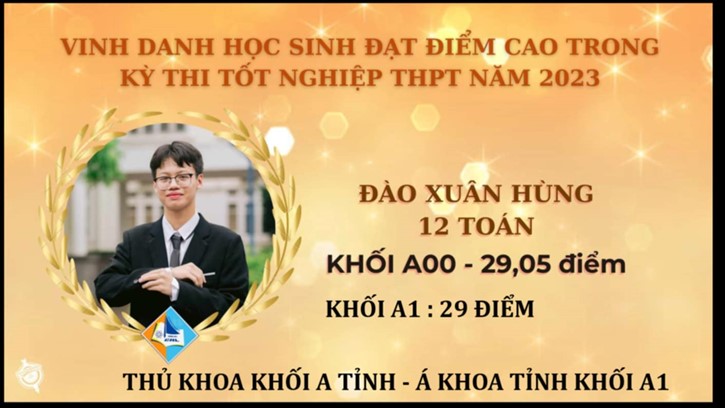 VINH DANH HỌC SINH ĐẠT ĐIỂM CAO TRONG
KỲ THI TỐT NGHIỆP THPT NĂM 2023
ĐÀO XUÂN HÙNG
12 TOÁN
KHỐI A00 - 29,05 điểm
KHỐI A1 : 29 ĐIỂM
THỦ KHOA KHỐI A TỈNH - Á KHOA TỈNH KHỐI A1